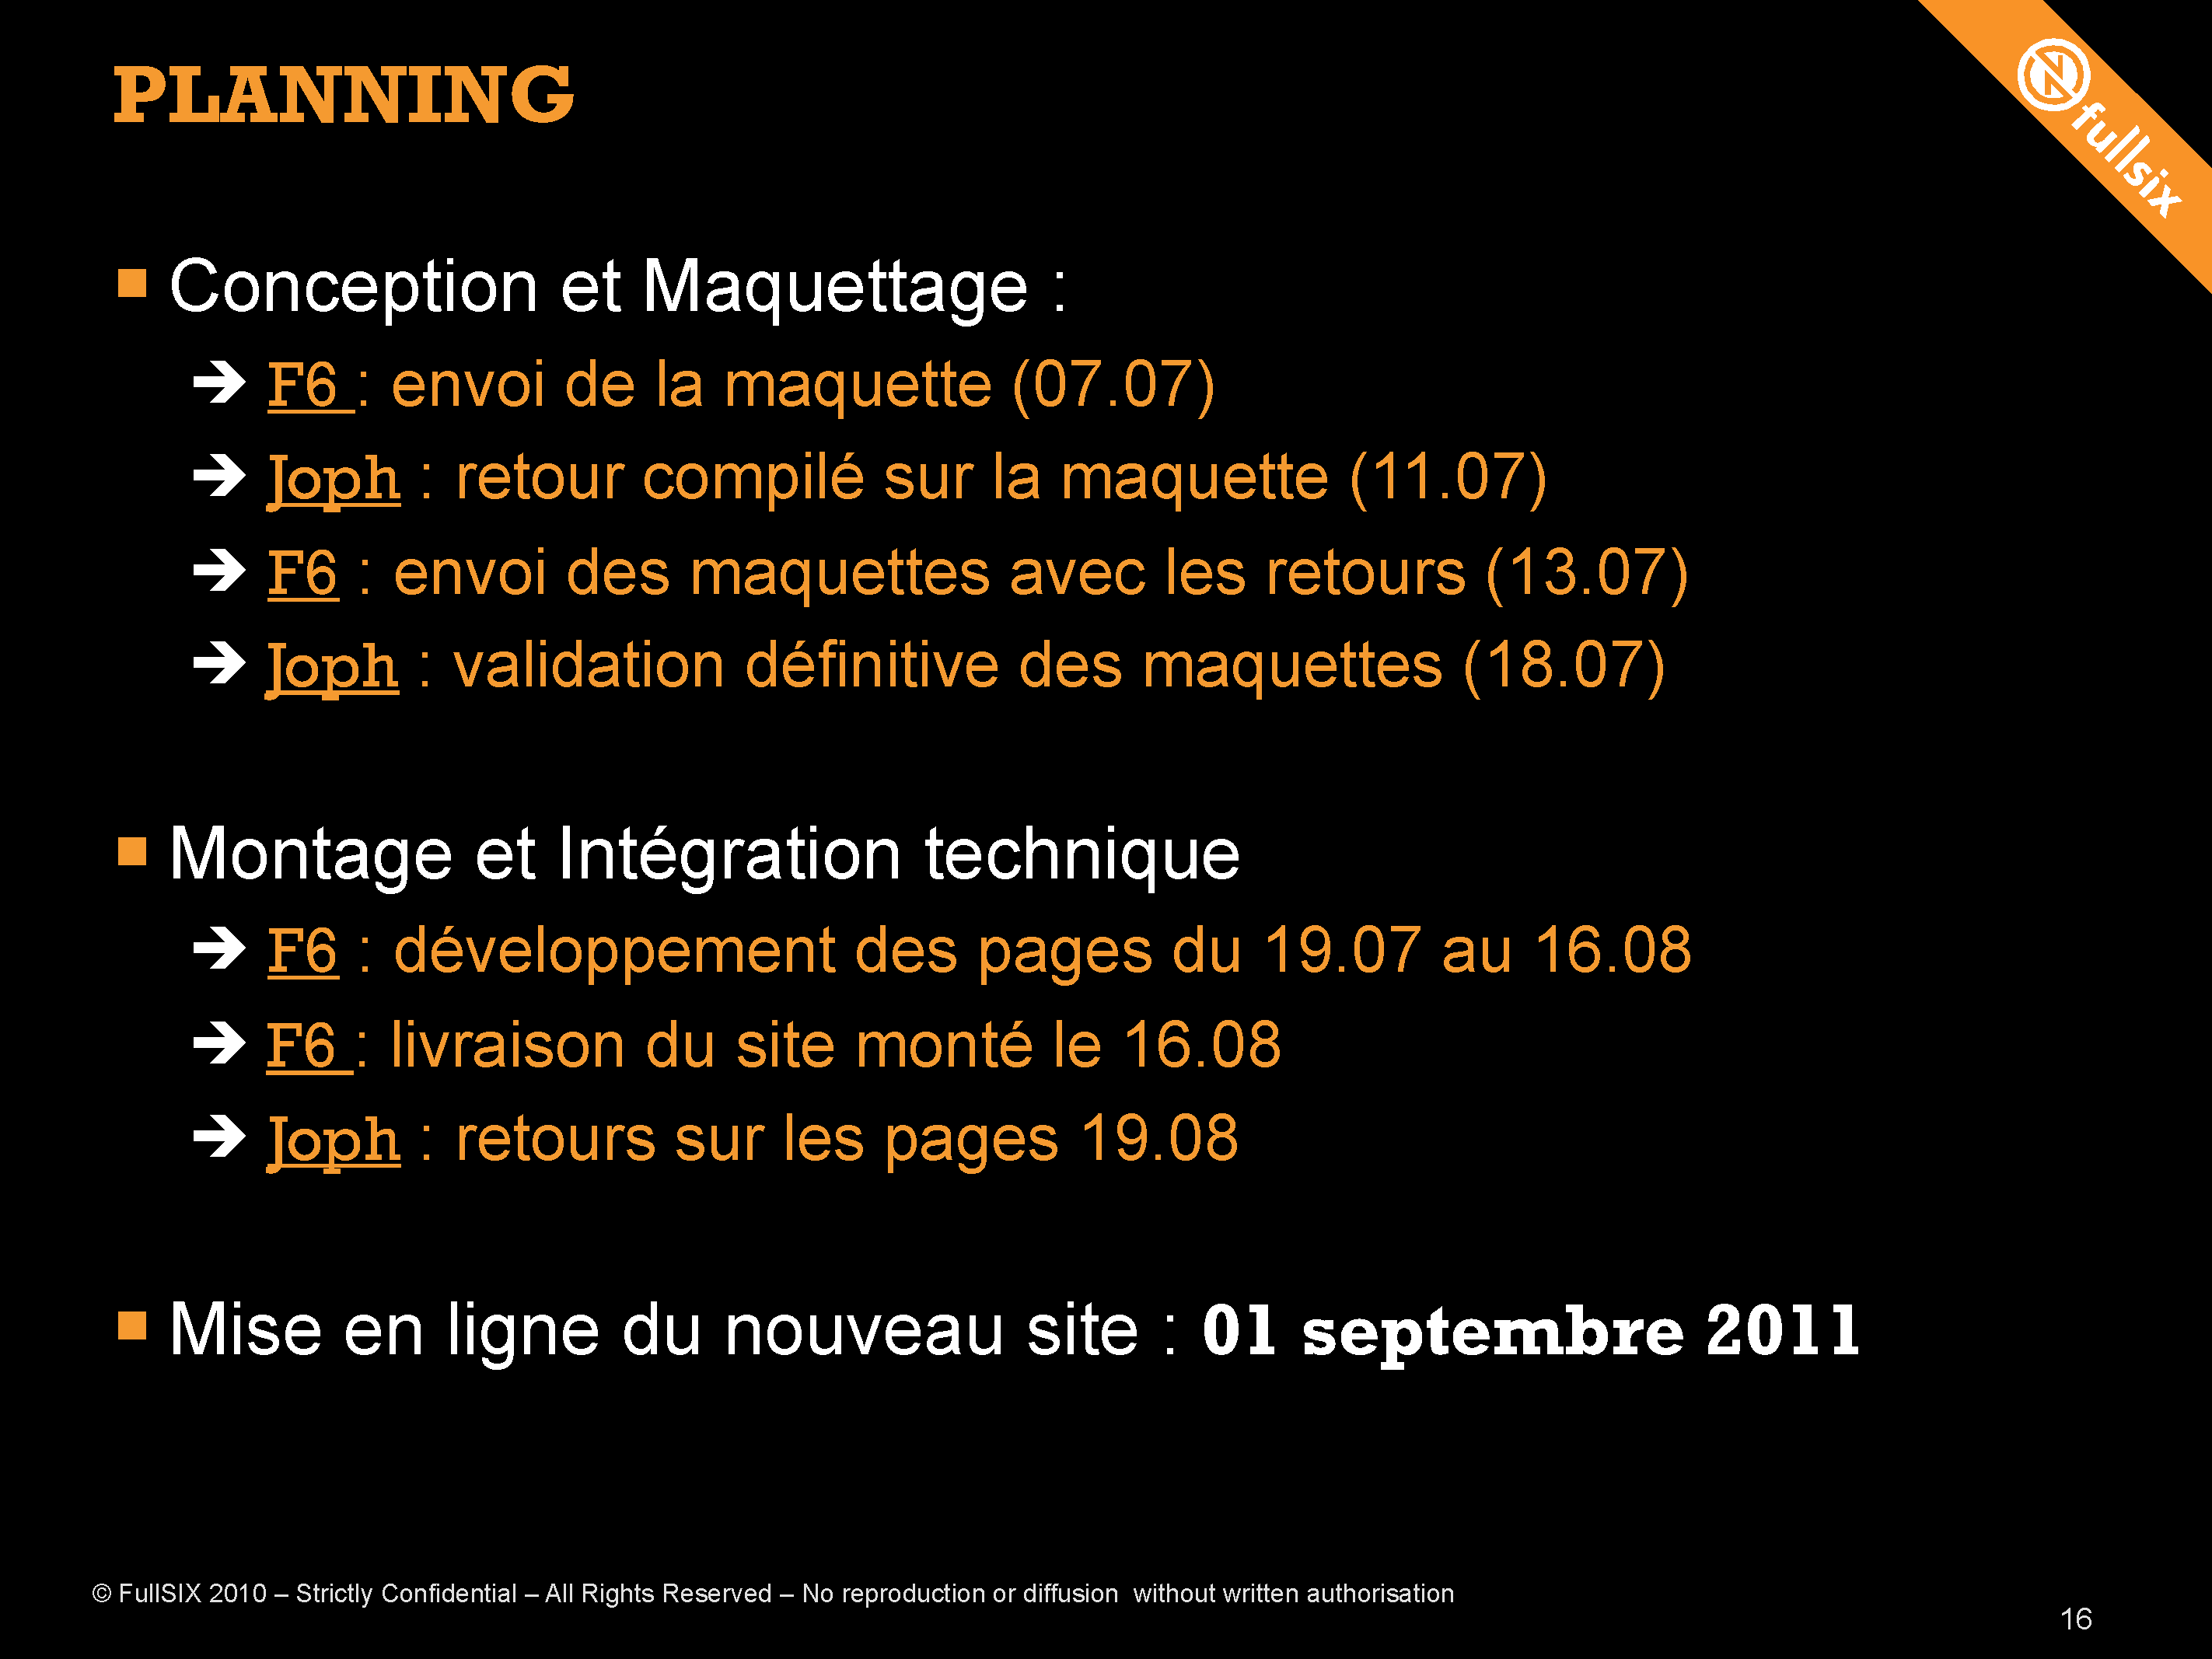 PLANNING
fullsix
Conception et Maquettage :
F6 : envoi de la maquette (07.07)
Joph : retour compilé sur la maquette (11.07)
F6 : envoi des maquettes avec les retours (13.07)
Joph : validation définitive des maquettes (18.07)
Montage et Intégration technique
F6 : développement des pages du 19.07 au 16.08
F6 : livraison du site monté le 16.08
Joph : retours sur les pages 19.08
Mise en ligne du nouveau site : 01 septembre 2011
© FullSIX 2010 – Strictly Confidential – All Rights Reserved – No reproduction or diffusion without written authorisation
16